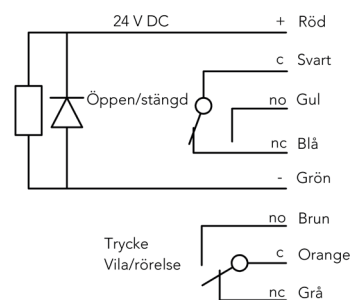 24 V DC + Röd
c Svart
Öppen/stängd no Gul
nc Blå
- Grön
no Brun
Trycke
Vila/rörelse
c Orange
nc Grå